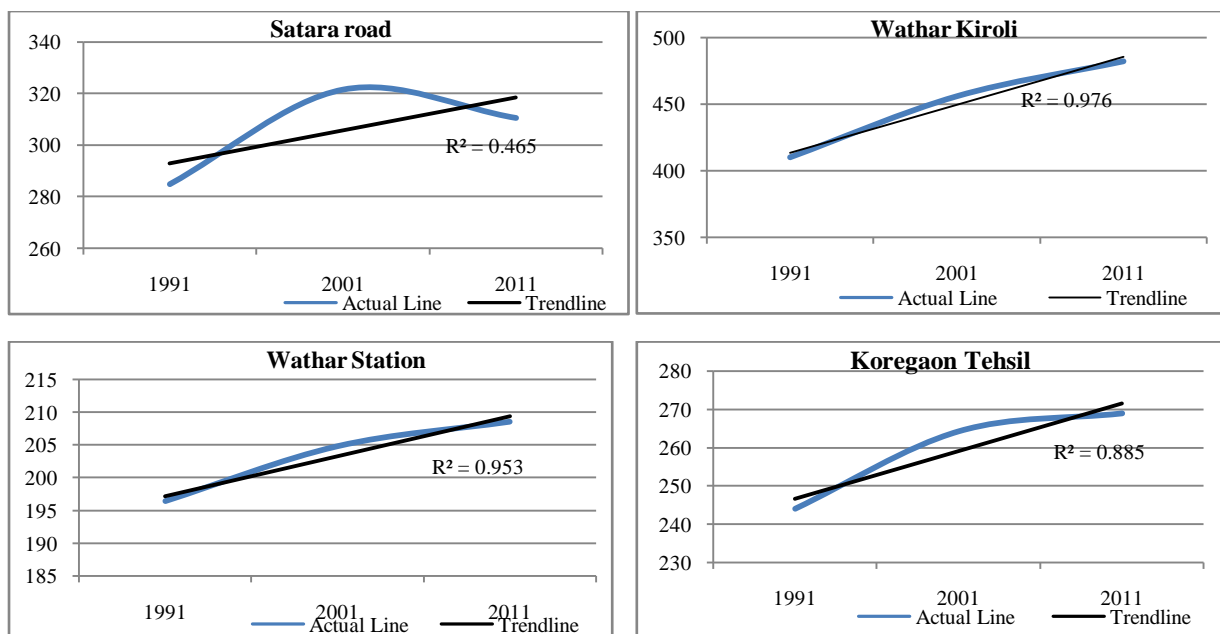 Satara road
340
320
300
280
260
R² = 0.465
1991 2001 2011
Actual Line Trendline
Wathar Kiroli
500
450
400
350
R² = 0.976
1991 2001 2011
Actual Line Trendline
Wathar Station
215
210
205
200
195
190
185
R² = 0.953
1991 2001 2011
Actual Line Trendline
Koregaon Tehsil
280
270
260
250
240
230
R² = 0.885
1991 2001 2011
Actual Line Trendline